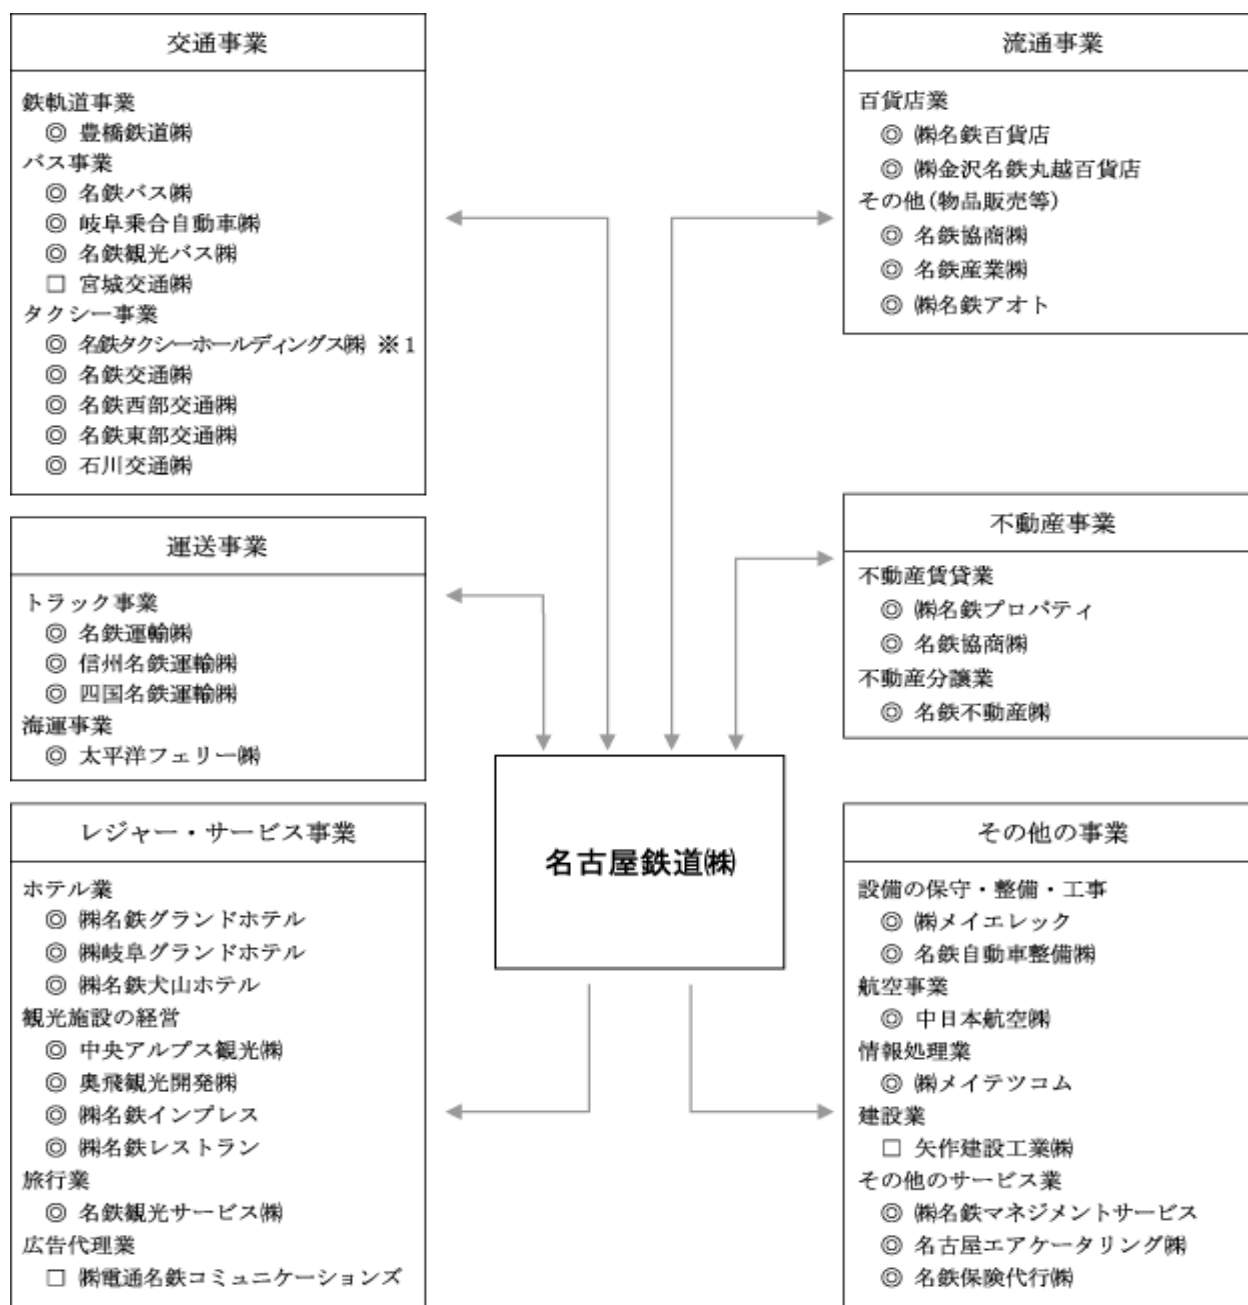 交通事業
鉄軌道事業
◎ 豊橋鉄道㈱
バス事業
◎ 名鉄バス㈱
◎ 岐阜乗合自動車㈱
◎ 名鉄観光バス㈱
□ 宮城交通㈱
タクシー事業
◎ 名鉄タクシーホールディングス㈱ ※1
◎ 名鉄交通㈱
◎ 名鉄西部交通㈱
◎ 名鉄東部交通㈱
◎ 石川交通㈱
運送事業
トラック事業
◎ 名鉄運輸㈱
◎ 信州名鉄運輸㈱
◎ 四国名鉄運輸㈱
海運事業
◎ 太平洋フェリー㈱
レジャー・サービス事業
ホテル業
◎ ㈱名鉄グランドホテル
◎ ㈱岐阜グランドホテル
◎ ㈱名鉄犬山ホテル
観光施設の経営
◎ 中央アルプス観光㈱
◎ 奥飛観光開発㈱
◎ ㈱名鉄インプレス
◎ ㈱名鉄レストラン
旅行業
◎ 名鉄観光サービス㈱
広告代理業
□ ㈱電通名鉄コミュニケーションズ
名古屋鉄道㈱
流通事業
百貨店業
◎ ㈱名鉄百貨店
◎ ㈱金沢名鉄丸越百貨店
その他(物品販売等)
◎ 名鉄協商㈱
◎ 名鉄産業㈱
◎ ㈱名鉄アオト
不動産事業
不動産賃貸業
◎ ㈱名鉄プロパティ
◎ 名鉄協商㈱
不動産分譲業
◎ 名鉄不動産㈱
その他の事業
設備の保守・整備・工事
◎ ㈱メイエレック
◎ 名鉄自動車整備㈱
航空事業
◎ 中日本航空㈱
情報処理業
◎ ㈱メイテツコム
建設業
□ 矢作建設工業㈱
その他のサービス業
◎ ㈱名鉄マネジメントサービス
◎ 名古屋エアケータリング㈱
◎ 名鉄保険代行㈱